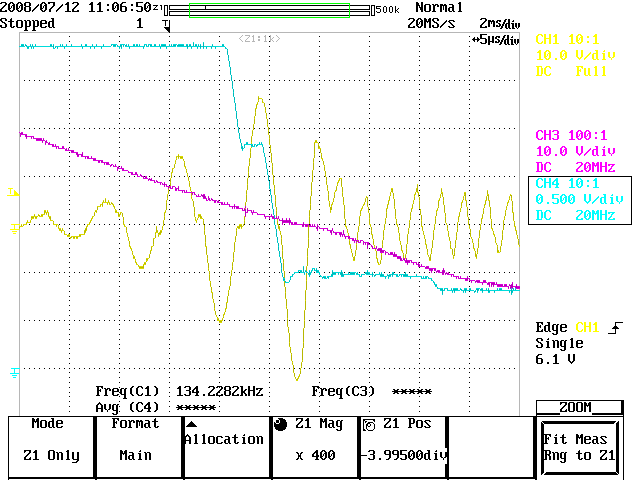 2008/07/12 11:06:50 Z1 500k Normal
Stopped 1 T 20MS/s 2ms/div
<Z1:1k> 5µs/div
CH1 10:1
10.0 V/div
DC Full
CH3 100:1
10.0 V/div
DC 20MHz
CH4 10:1
0.500 V/div
DC 20MHz
Edge CH1
Single
6.1 V
Freq(C1) 134.2282kHz Freq(C3) *****
Avg (C4) *****
ZOOM
Mode Format Allocation Z1 Mag Z1 Pos Fit Meas
Z1 Only Main x 400 -3.99500div Rng to Z1